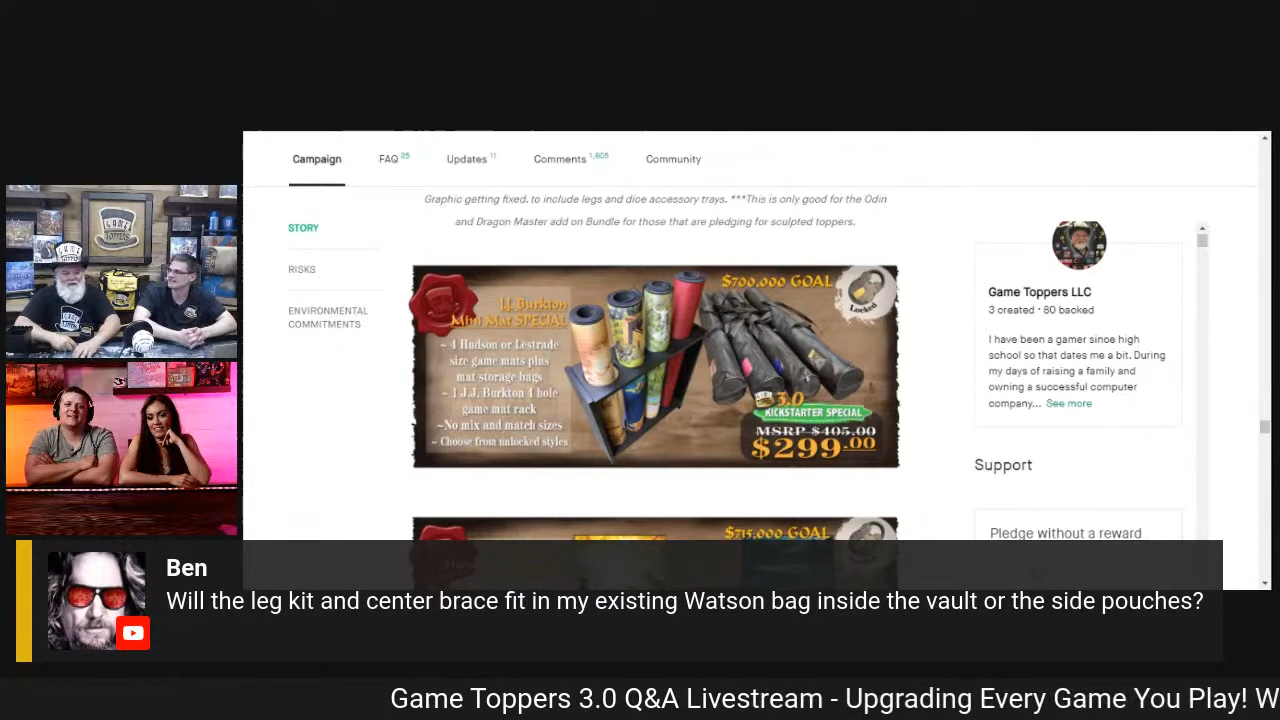 Campaign
FAQ 25
Updates 11
Comments 1,605
Community
Graphic getting fixed. to include legs and dice accessory trays. ***This is only good for the Odin
and Dragon Master add on Bundle for those that are pledging for sculpted toppers.
STORY
RISKS
ENVIRONMENTAL
COMMITMENTS
GAME
TOPPERS
$700,000 GOAL
Locked
JJ Burkton
Mini Mat SPECIAL
~ 4 Hudson or Lestrade
size game mats plus
mat storage bags
~ 1 J.J. Burkton 4 hole
game mat rack
~No mix and match sizes
~ Choose from unlocked styles
3.0
KICKSTARTER SPECIAL
MSRP $405.00
$299.00
$715,000 GOAL
Game Toppers LLC
3 created · 80 backed
I have been a gamer since high
school so that dates me a bit. During
my days of raising a family and
owning a successful computer
company... See more
Support
Pledge without a reward
Ben
Will the leg kit and center brace fit in my existing Watson bag inside the vault or the side pouches?
Game Toppers 3.0 Q&A Livestream - Upgrading Every Game You Play! W